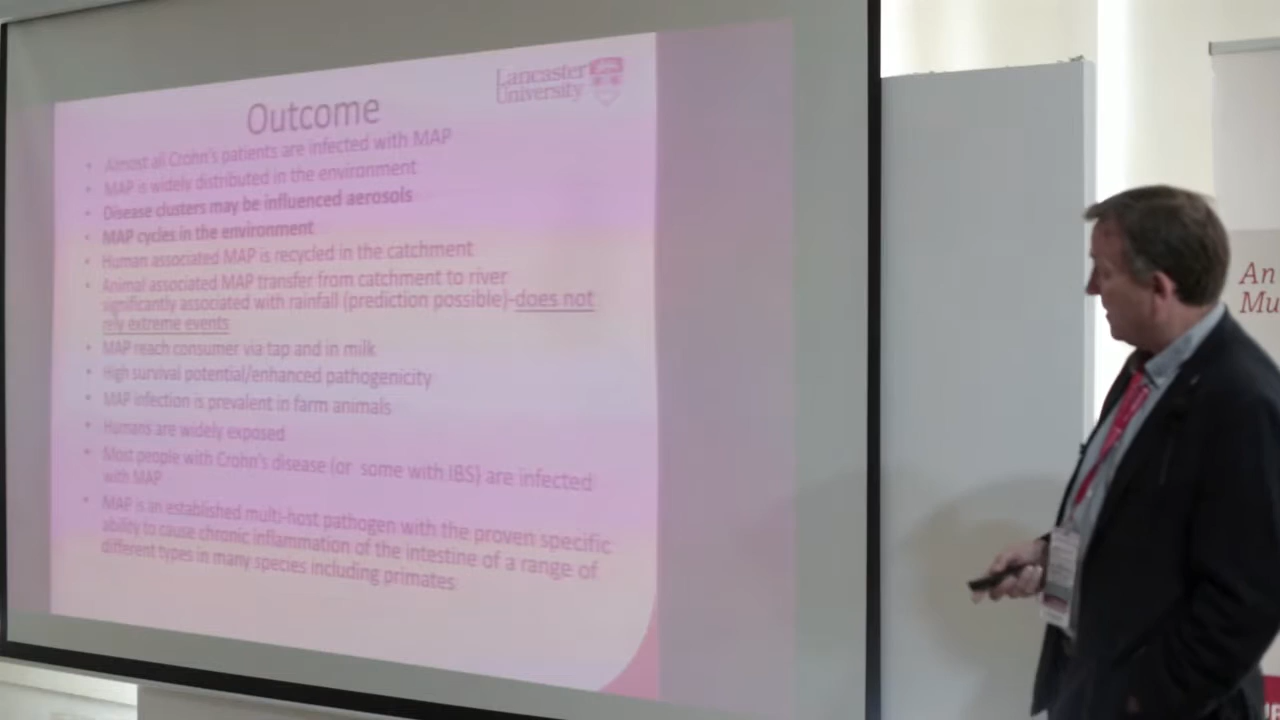 Lancaster
University
Outcome
• Almost all Crohn's patients are infected with MAP
• MAP is widely distributed in the environment
• Disease clusters may be influenced aerosols
• MAP cycles in the environment
• Human associated MAP is recycled in the catchment
• Animal associated MAP transfer from catchment to river
significantly associated with rainfall (prediction possible)-does not
rely extreme events
• MAP reach consumer via tap and in milk
• High survival potential/enhanced pathogenicity
• MAP infection is prevalent in farm animals
• Humans are widely exposed
• Most people with Crohn's disease (or some with IBS) are infected
with MAP
• MAP is an established multi-host pathogen with the proven specific
ability to cause chronic inflammation of the intestine of a range of
different types in many species including primates
An
Mu